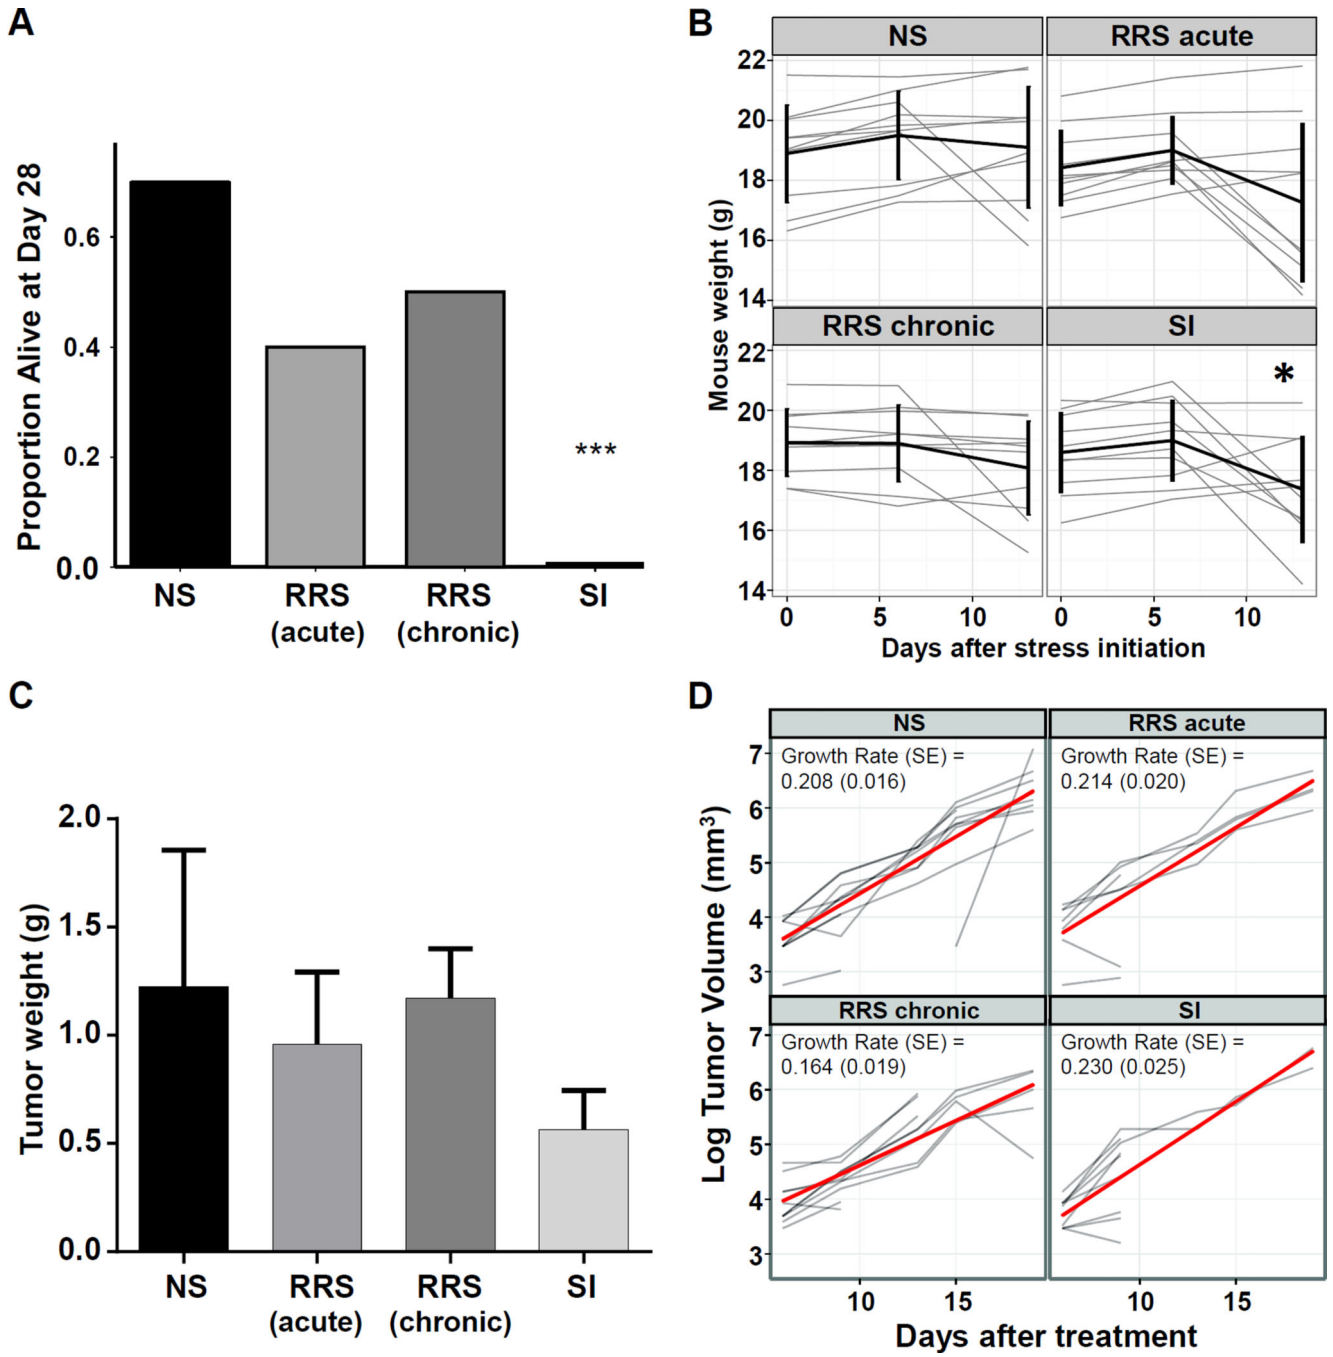 A
Proportion Alive at Day 28
0.6
0.4
0.2
0.0
***
NS
RRS
(acute)
RRS
(chronic)
SI
B
NS
RRS acute
Mouse weight (g)
22
20
18
16
14
RRS chronic
SI
22
20
18
16
14
*
0
5
10
0
5
10
Days after stress initiation
C
Tumor weight (g)
2.0
1.5
1.0
0.5
0.0
NS
RRS
(acute)
RRS
(chronic)
SI
D
NS
RRS acute
Log Tumor Volume (mm³)
7
6
5
4
3
Growth Rate (SE) =
0.208 (0.016)
Growth Rate (SE) =
0.214 (0.020)
RRS chronic
SI
7
6
5
4
3
Growth Rate (SE) =
0.164 (0.019)
Growth Rate (SE) =
0.230 (0.025)
10
15
10
15
Days after treatment